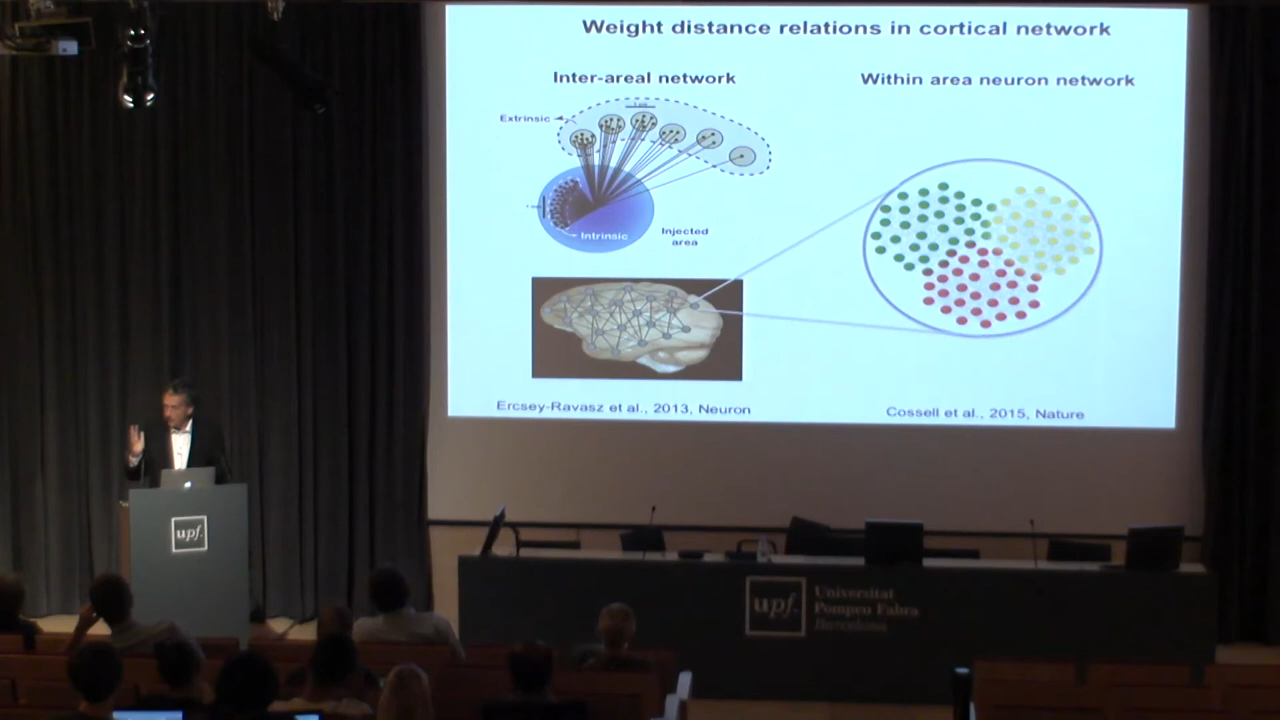 Weight distance relations in cortical network
Inter-areal network
Within area neuron network
Extrinsic
Intrinsic
Injected
area
Ercsey-Ravasz et al., 2013, Neuron
Cossell et al., 2015, Nature
upf.
upf.
Universitat
Pompeu Fabra
Barcelona